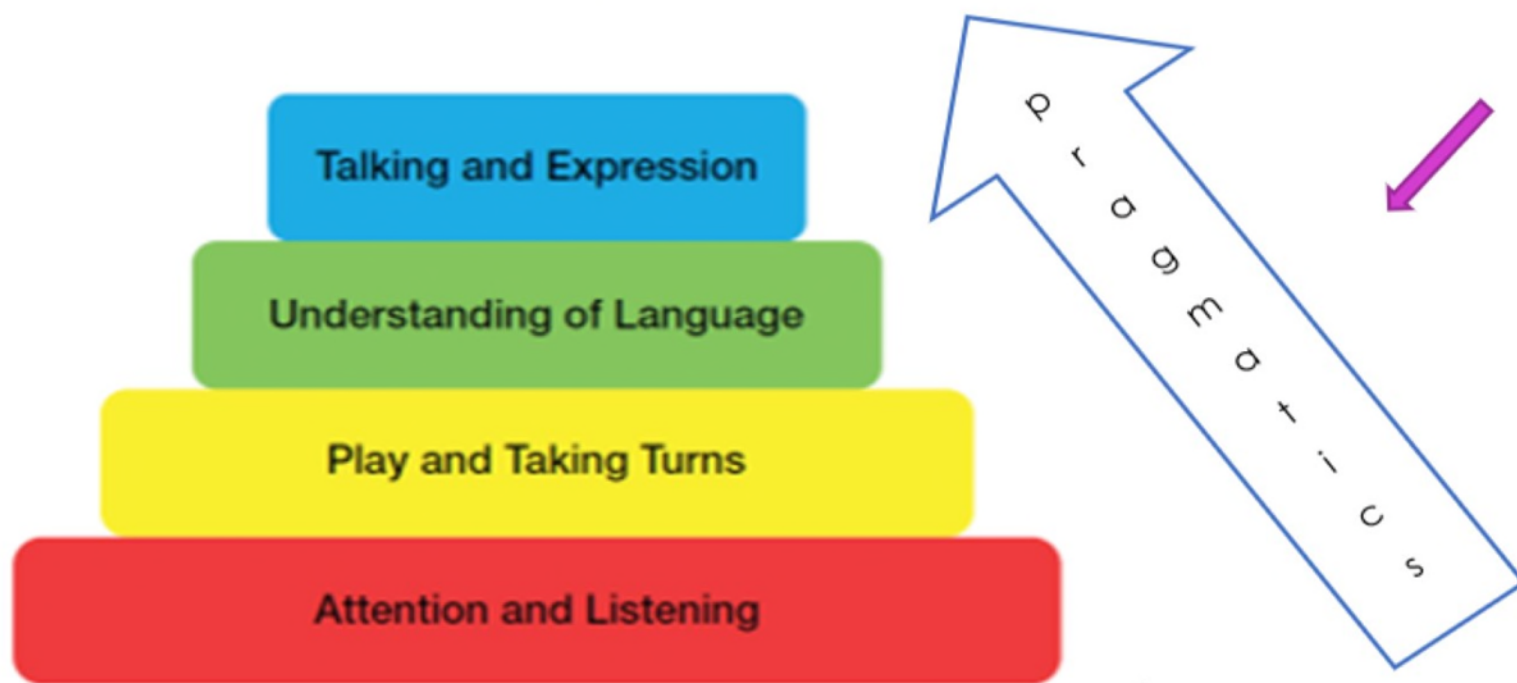 Talking and Expression
Understanding of Language
Play and Taking Turns
Attention and Listening
pragmatics